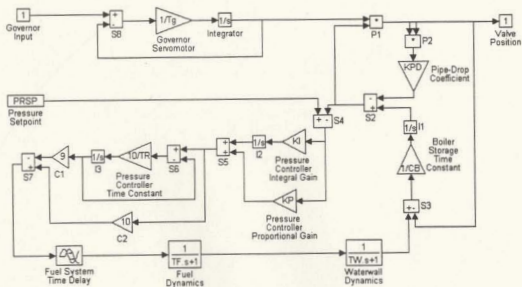 1
Governor
Input
+
-
S8
1/Tg
Governor
Servomotor
1/s
Integrator
*
P1
*
P2
1
Valve
Position
KPD
Pipe-Drop
Coefficient
PRSP
Pressure
Setpoint
+ -
S4
-
+
S2
1/s
I1
Boiler
Storage
Time
Constant
1/CB
+ -
S3
-
+
S7
9
C1
1/s
I3
10/TR
Pressure
Controller
Time Constant
+
-
S6
+
+
S5
1/s
I2
KI
Pressure
Controller
Integral Gain
KP
Pressure
Controller
Proportional Gain
10
C2
Fuel System
Time Delay
1
TF.s+1
Fuel
Dynamics
1
TW.s+1
Waterwall
Dynamics